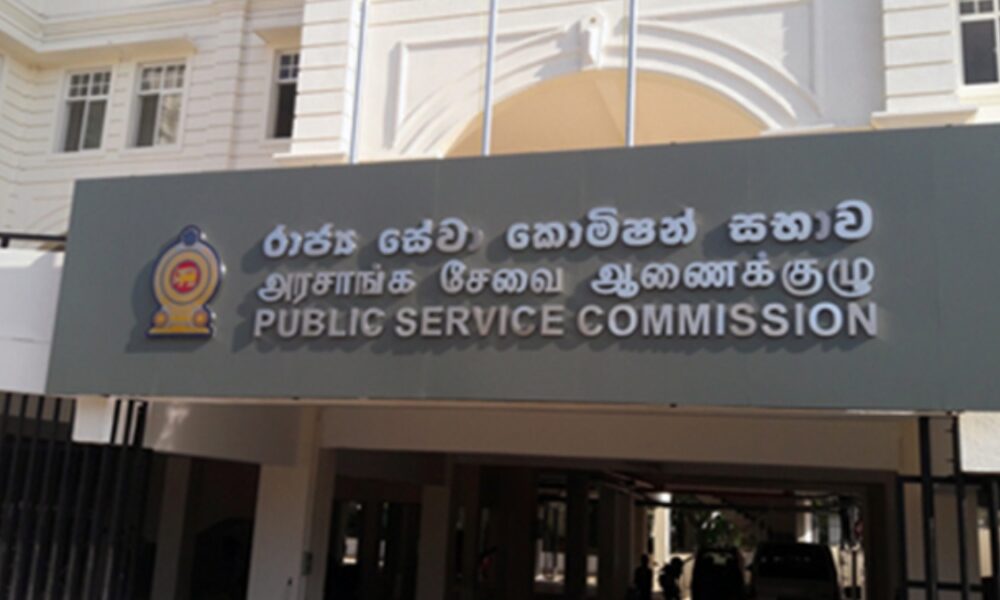 රාජ්‍ය සේවා කොමිෂන් සභාව
அரசாங்க சேவை ஆணைக்குழு
PUBLIC SERVICE COMMISSION